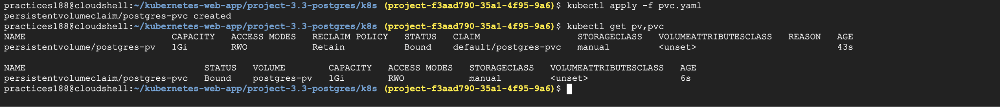 practices188@cloudshell:~/kubernetes-web-app/project-3.3-postgres/k8s (project-f3aad790-35a1-4f95-9a6)$ kubectl apply -f pvc.yaml
persistentvolumeclaim/postgres-pvc created
practices188@cloudshell:~/kubernetes-web-app/project-3.3-postgres/k8s (project-f3aad790-35a1-4f95-9a6)$ kubectl get pv,pvc
NAME                           CAPACITY   ACCESS MODES   RECLAIM POLICY   STATUS   CLAIM                  STORAGECLASS   VOLUMEATTRIBUTESCLASS   REASON   AGE
persistentvolume/postgres-pv   1Gi        RWO            Retain           Bound    default/postgres-pvc   manual         <unset>                          43s

NAME                                 STATUS   VOLUME        CAPACITY   ACCESS MODES   STORAGECLASS   VOLUMEATTRIBUTESCLASS   AGE
persistentvolumeclaim/postgres-pvc   Bound    postgres-pv   1Gi        RWO            manual         <unset>                 6s
practices188@cloudshell:~/kubernetes-web-app/project-3.3-postgres/k8s (project-f3aad790-35a1-4f95-9a6)$